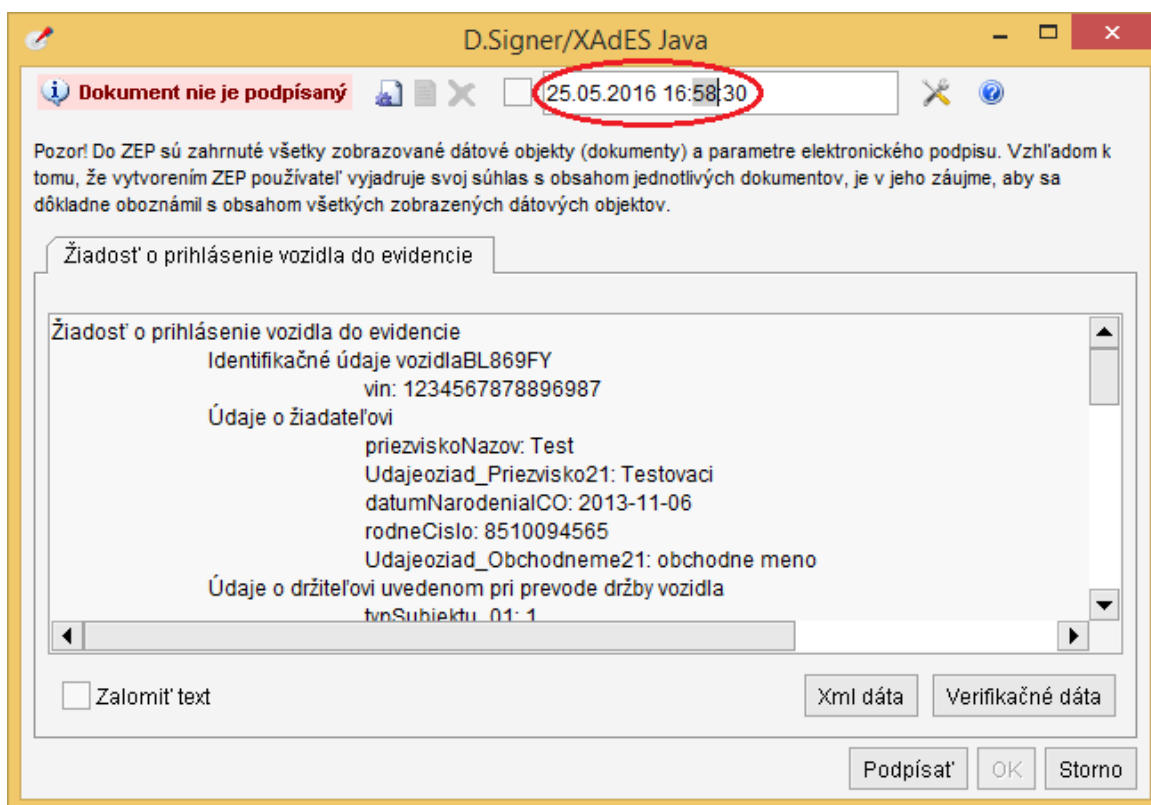 D.Signer/XAdES Java
Dokument nie je podpísaný
25.05.2016 16:58:30
Pozor! Do ZEP sú zahrnuté všetky zobrazované dátové objekty (dokumenty) a parametre elektronického podpisu. Vzhľadom k
tomu, že vytvorením ZEP používateľ vyjadruje svoj súhlas s obsahom jednotlivých dokumentov, je v jeho záujme, aby sa
dôkladne oboznámil s obsahom všetkých zobrazených dátových objektov.
Žiadosť o prihlásenie vozidla do evidencie
Žiadosť o prihlásenie vozidla do evidencie
Identifikačné údaje vozidlaBL869FY
vin: 1234567878896987
Údaje o žiadateľovi
priezviskoNazov: Test
Udajeoziad_Priezvisko21: Testovaci
datumNarodeniaICO: 2013-11-06
rodneCislo: 8510094565
Udajeoziad_Obchodneme21: obchodne meno
Údaje o držiteľovi uvedenom pri prevode držby vozidla
typSubjektu_01: 1
Zalomiť text
Xml dáta
Verifikačné dáta
Podpísať
OK
Storno